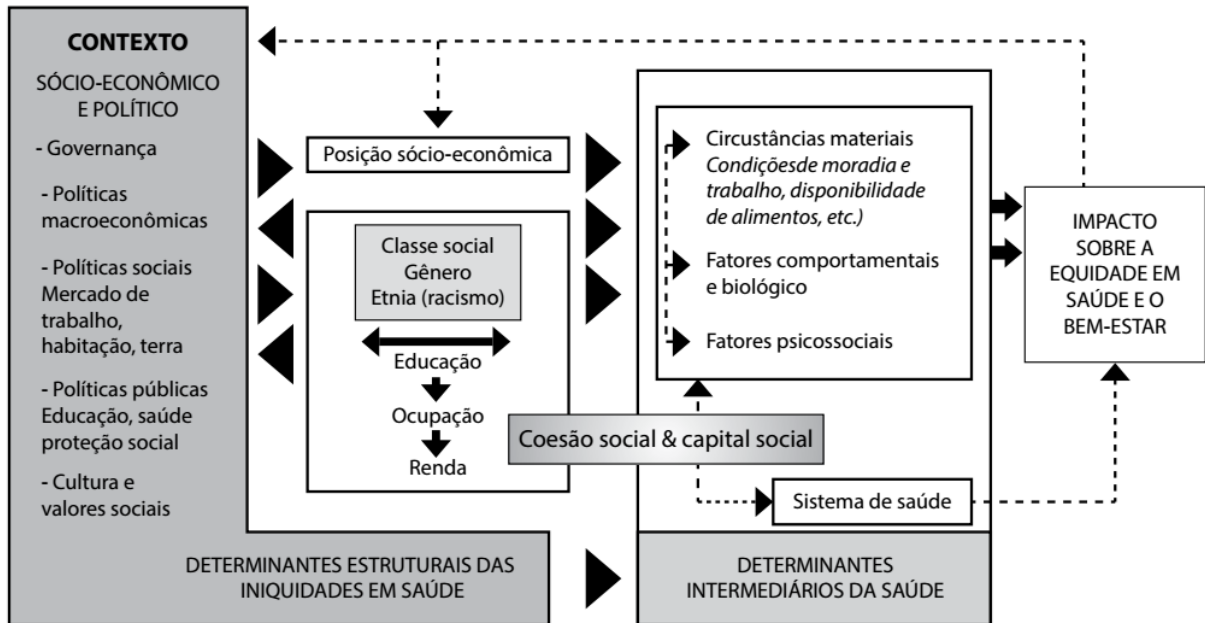 CONTEXTO
SÓCIO-ECONÔMICO
E POLÍTICO
- Governança
- Políticas
macroeconômicas
- Políticas sociais
Mercado de
trabalho,
habitação, terra
- Políticas públicas
Educação, saúde
proteção social
- Cultura e
valores sociais
Posição sócio-econômica
Classe social
Gênero
Etnia (racismo)
Educação
Ocupação
Renda
DETERMINANTES ESTRUTURAIS DAS
INIQUIDADES EM SAÚDE
Coesão social & capital social
Circustâncias materiais
Condiçõesde moradia e
trabalho, disponibilidade
de alimentos, etc.)
Fatores comportamentais
e biológico
Fatores psicossociais
Sistema de saúde
DETERMINANTES
INTERMEDIÁRIOS DA SAÚDE
IMPACTO
SOBRE A
EQUIDADE EM
SAÚDE E O
BEM-ESTAR